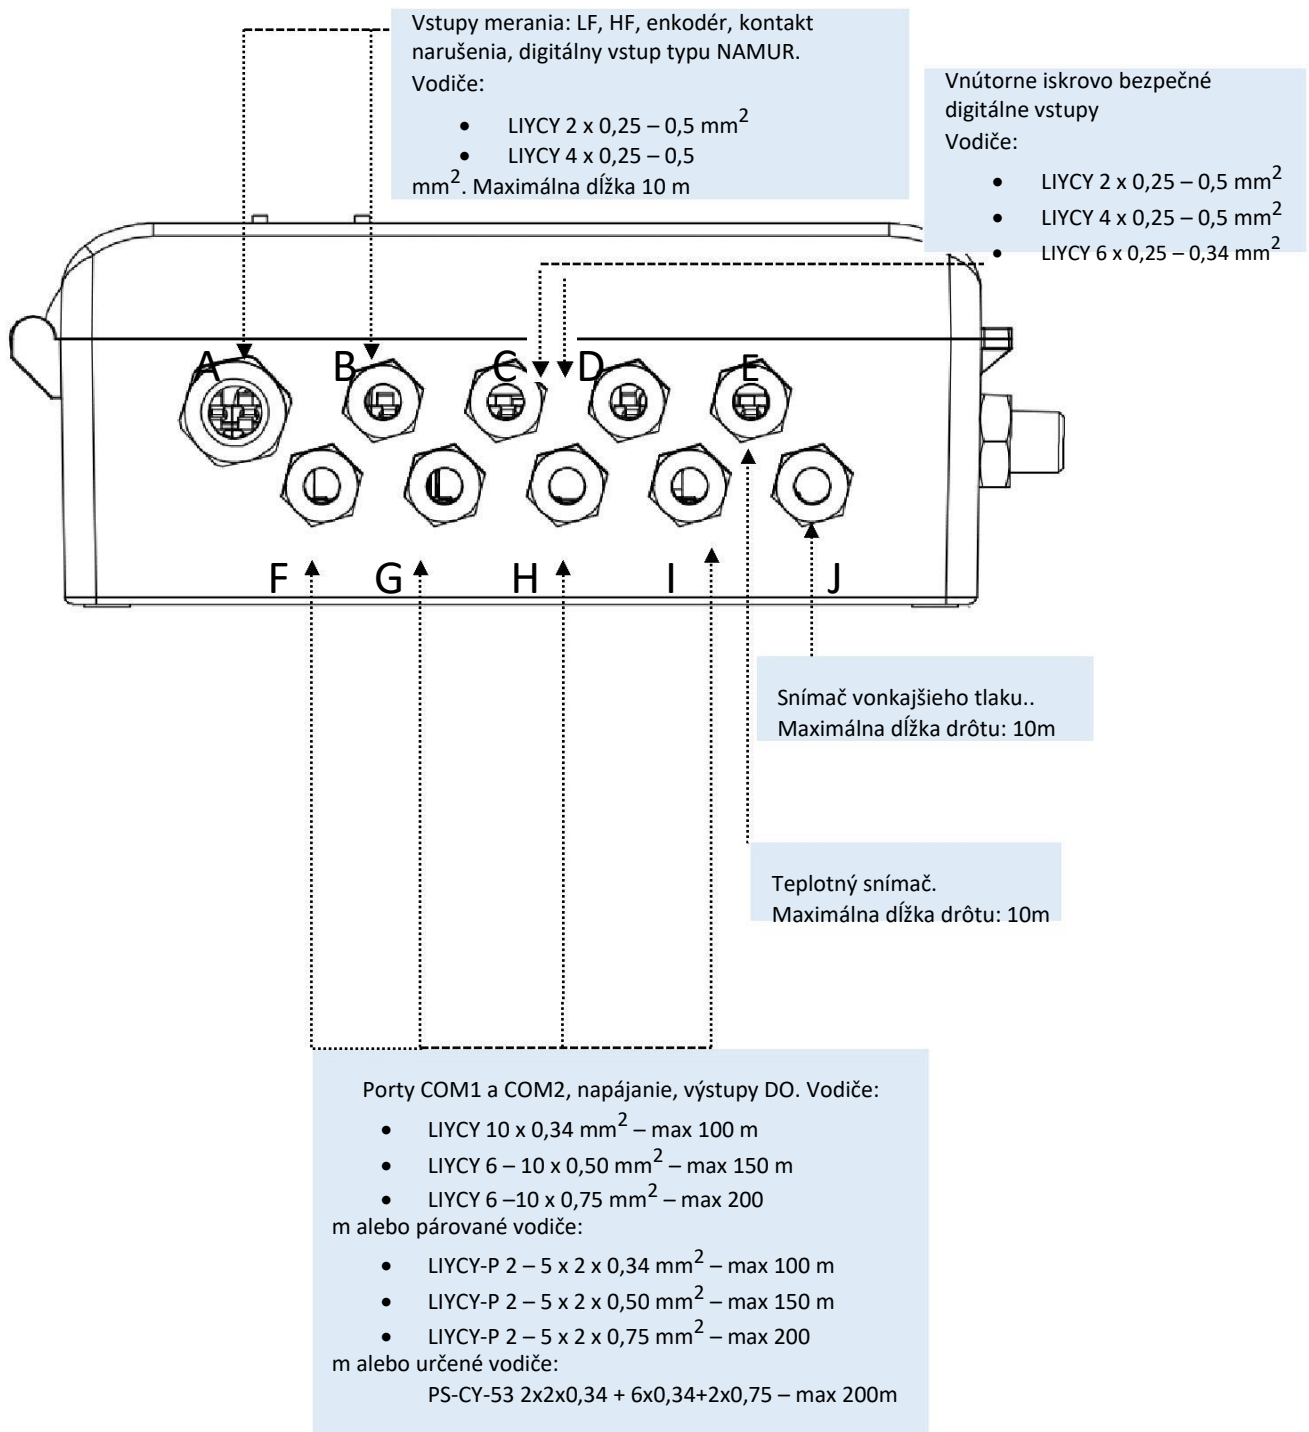 Vstupy merania: LF, HF, enkodér, kontakt
narušenia, digitálny vstup typu NAMUR.
Vodiče:
• LIYCY 2 x 0,25 – 0,5 mm²
• LIYCY 4 x 0,25 – 0,5
mm². Maximálna dĺžka 10 m
Vnútorne iskrovo bezpečné
digitálne vstupy
Vodiče:
• LIYCY 2 x 0,25 – 0,5 mm²
• LIYCY 4 x 0,25 – 0,5 mm²
• LIYCY 6 x 0,25 – 0,34 mm²
A B C D E
F G H I J
Snímač vonkajšieho tlaku..
Maximálna dĺžka drôtu: 10m
Teplotný snímač.
Maximálna dĺžka drôtu: 10m
Porty COM1 a COM2, napájanie, výstupy DO. Vodiče:
• LIYCY 10 x 0,34 mm² – max 100 m
• LIYCY 6 – 10 x 0,50 mm² – max 150 m
• LIYCY 6 –10 x 0,75 mm² – max 200
m alebo párované vodiče:
• LIYCY-P 2 – 5 x 2 x 0,34 mm² – max 100 m
• LIYCY-P 2 – 5 x 2 x 0,50 mm² – max 150 m
• LIYCY-P 2 – 5 x 2 x 0,75 mm² – max 200
m alebo určené vodiče:
PS-CY-53 2x2x0,34 + 6x0,34+2x0,75 – max 200m